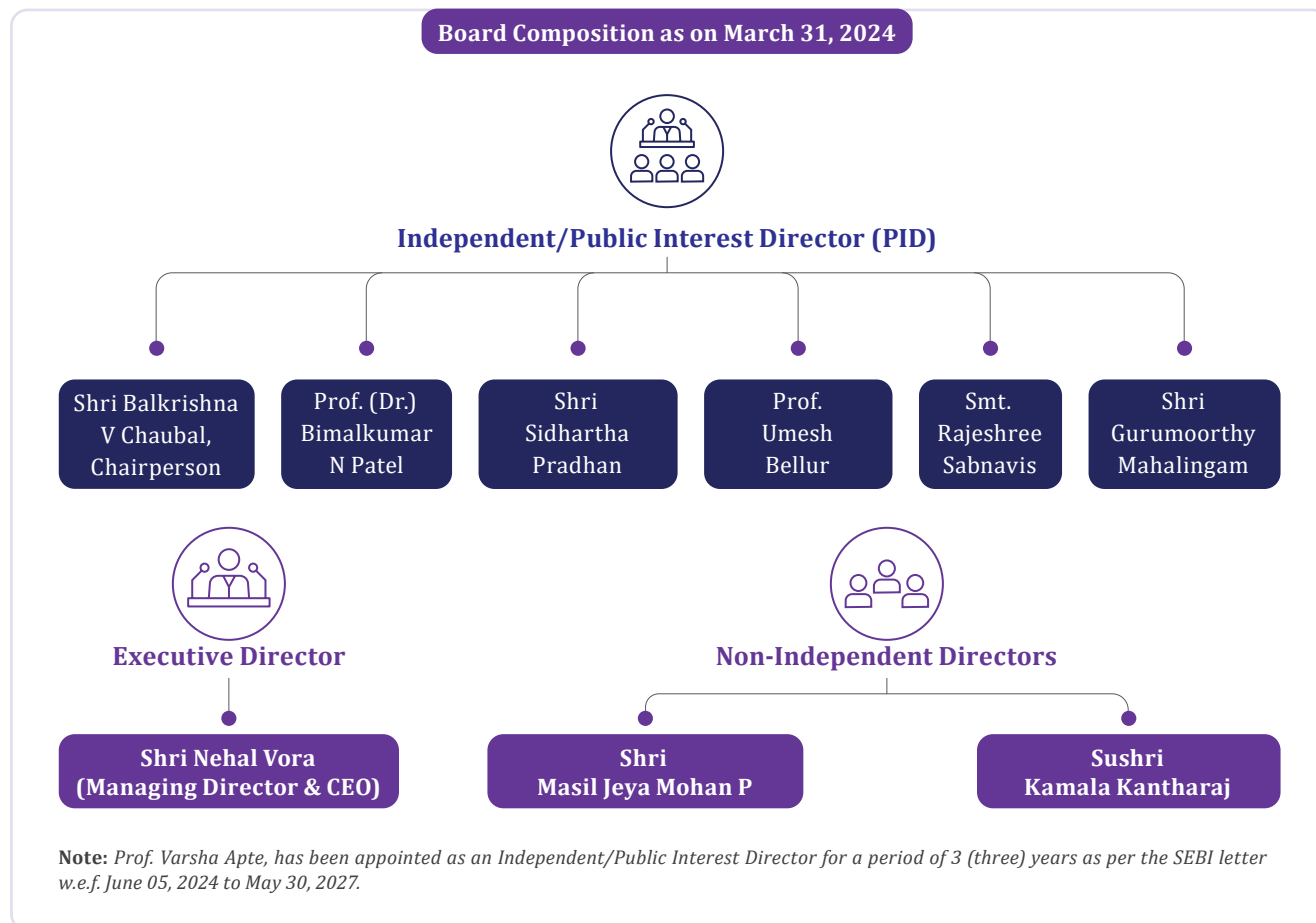 Board Composition as on March 31, 2024
Independent/Public Interest Director (PID)
Shri Balkrishna
V Chaubal,
Chairperson
Prof. (Dr.)
Bimalkumar
N Patel
Shri
Sidhartha
Pradhan
Prof.
Umesh
Bellur
Smt.
Rajeshree
Sabnavis
Shri
Gurumoorthy
Mahalingam
Executive Director
Shri Nehal Vora
(Managing Director & CEO)
Non-Independent Directors
Shri
Masil Jeya Mohan P
Sushri
Kamala Kantharaj
Note: Prof. Varsha Apte, has been appointed as an Independent/Public Interest Director for a period of 3 (three) years as per the SEBI letter
w.e.f. June 05, 2024 to May 30, 2027.